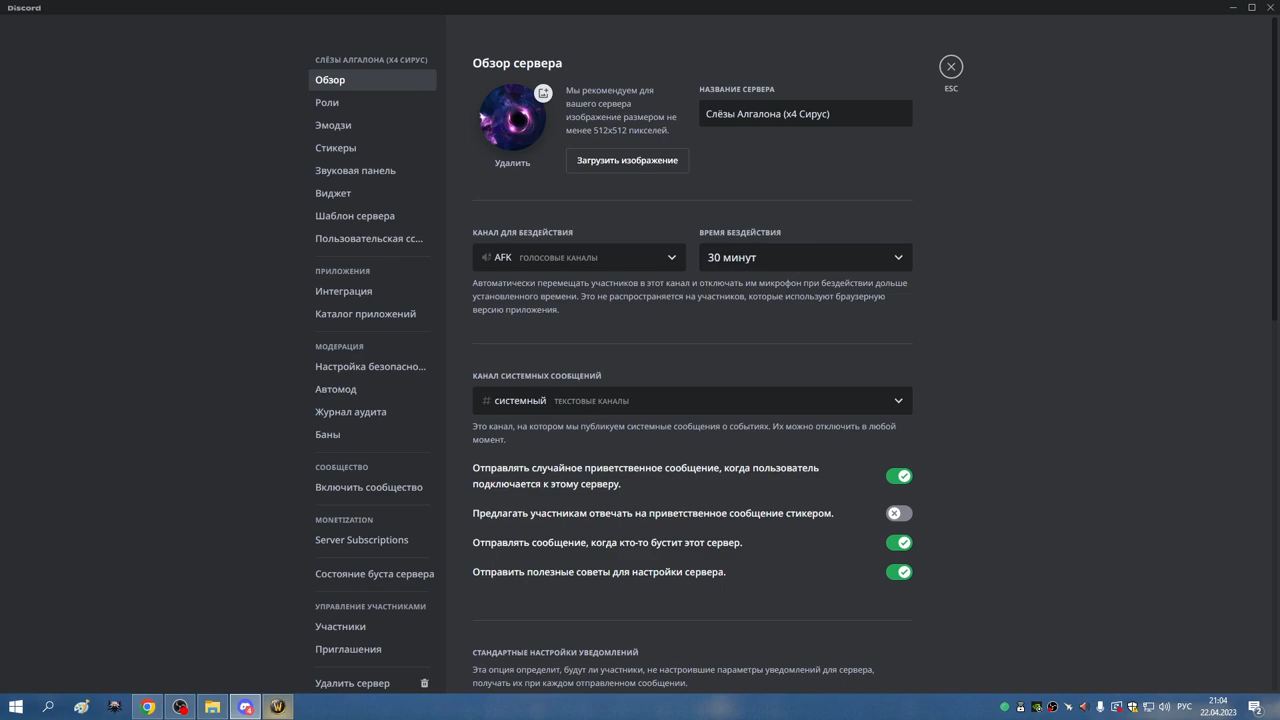 Discord
СЛЁЗЫ АЛГАЛОНА (X4 СИРУС)
Обзор
Роли
Эмодзи
Стикеры
Звуковая панель
Виджет
Шаблон сервера
Пользовательская сс...
ПРИЛОЖЕНИЯ
Интеграция
Каталог приложений
МОДЕРАЦИЯ
Настройка безопасно...
Автомод
Журнал аудита
Баны
СООБЩЕСТВО
Включить сообщество
MONETIZATION
Server Subscriptions
Состояние буста сервера
УПРАВЛЕНИЕ УЧАСТНИКАМИ
Участники
Приглашения
Удалить сервер
Обзор сервера
Удалить
Мы рекомендуем для
вашего сервера
изображение размером не
менее 512x512 пикселей.
Загрузить изображение
НАЗВАНИЕ СЕРВЕРА
Слёзы Алгалона (x4 Сирус)
ESC
КАНАЛ ДЛЯ БЕЗДЕЙСТВИЯ
AFK ГОЛОСОВЫЕ КАНАЛЫ
ВРЕМЯ БЕЗДЕЙСТВИЯ
30 минут
Автоматически перемещать участников в этот канал и отключать им микрофон при бездействии дольше
установленного времени. Это не распространяется на участников, которые используют браузерную
версию приложения.
КАНАЛ СИСТЕМНЫХ СООБЩЕНИЙ
# системный ТЕКСТОВЫЕ КАНАЛЫ
Это канал, на котором мы публикуем системные сообщения о событиях. Их можно отключить в любой
момент.
Отправлять случайное приветственное сообщение, когда пользователь
подключается к этому серверу.
Предлагать участникам отвечать на приветственное сообщение стикером.
Отправлять сообщение, когда кто-то бустит этот сервер.
Отправить полезные советы для настройки сервера.
СТАНДАРТНЫЕ НАСТРОЙКИ УВЕДОМЛЕНИЙ
Эта опция определит, будут ли участники, не настроившие параметры уведомлений для сервера,
получать их при каждом отправленном сообщении.
РУС
21:04
22.04.2023
2